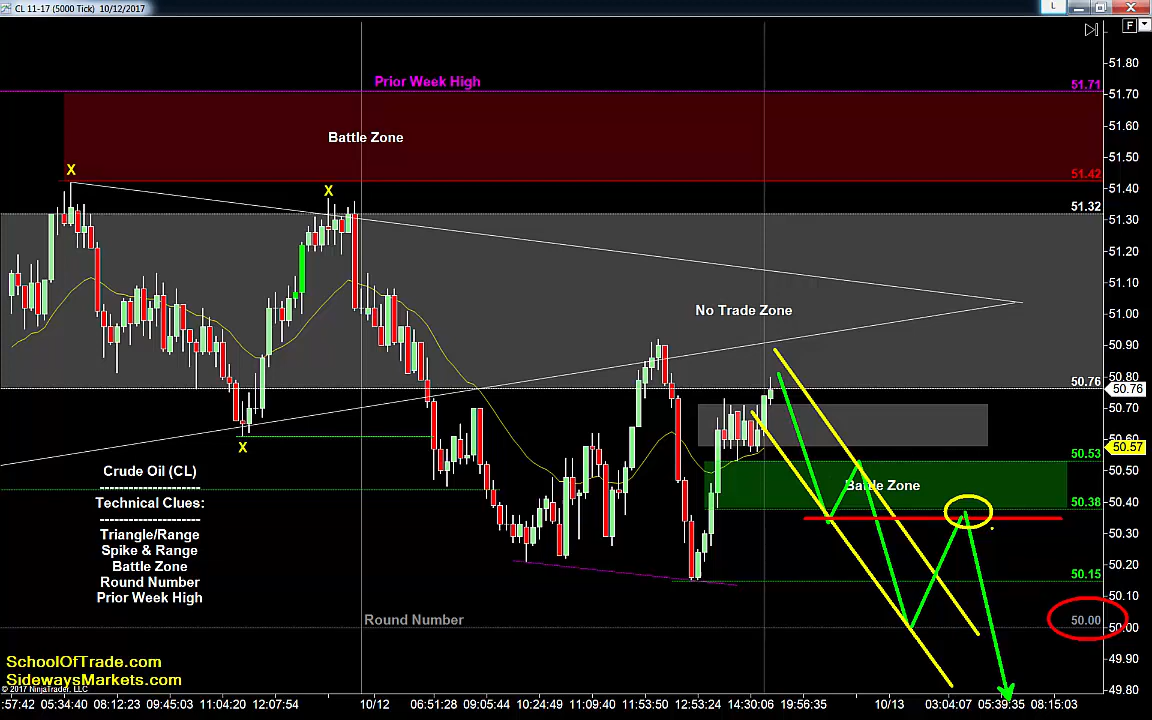 CL 11-17 (5000 Tick)  10/12/2017
L
F
Prior Week High
51.71
Battle Zone
51.42
X
X
51.32
No Trade Zone
50.76
X
50.53
Battle Zone
50.38
50.15
Round Number
50.00
Crude Oil (CL)
--------------------
Technical Clues:
--------------------
Triangle/Range
Spike & Range
Battle Zone
Round Number
Prior Week High
51.80
51.70
51.60
51.50
51.40
51.30
51.20
51.10
51.00
50.90
50.80
50.76
50.70
50.57
50.50
50.40
50.30
50.20
50.10
50.00
49.90
49.80
SchoolOfTrade.com
SidewaysMarkets.com
© 2017 NinjaTrader, LLC
:57:42 05:34:40 08:12:23 09:45:03 11:04:20 12:07:54 10/12 06:51:28 09:05:44 10:24:49 11:09:40 11:53:50 12:53:24 14:30:06 19:56:35 10/13 03:04:07 05:39:35 08:15:03